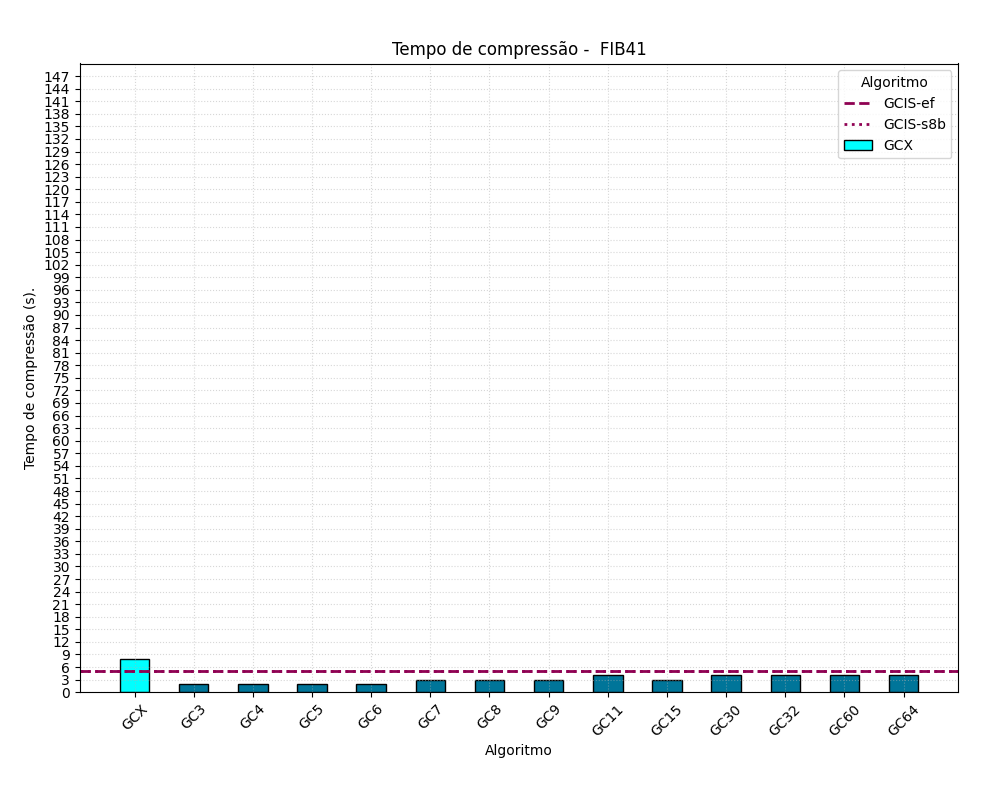 Tempo de compressão -  FIB41
147
144
141
138
135
132
129
126
123
120
117
114
111
108
105
102
99
96
93
90
87
84
81
78
75
72
69
66
63
60
57
54
51
48
45
42
39
36
33
30
27
24
21
18
15
12
9
6
3
0
Tempo de compressão (s).
Algoritmo
GCIS-ef
GCIS-s8b
GCX
GCX
GC3
GC4
GC5
GC6
GC7
GC8
GC9
GC11
GC15
GC30
GC32
GC60
GC64
Algoritmo